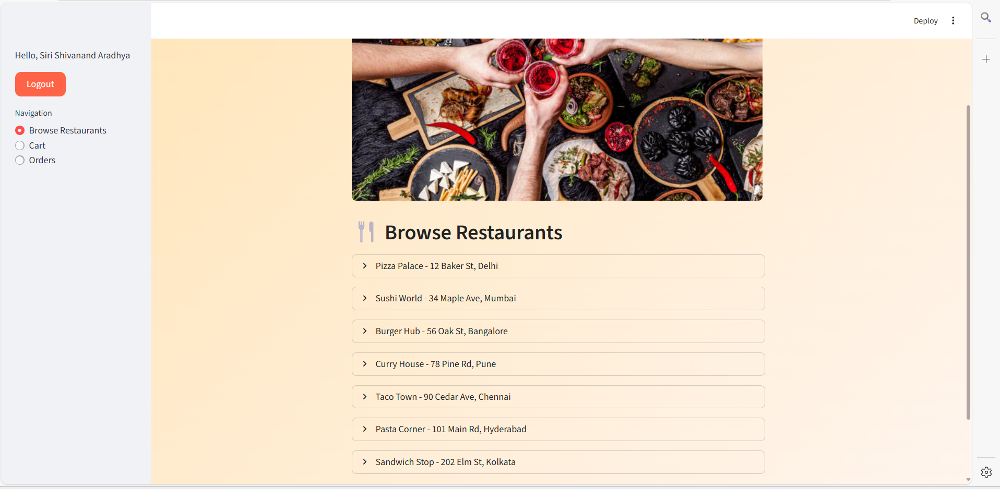 Deploy
Hello, Siri Shivanand Aradhya
Logout
Navigation
Browse Restaurants
Cart
Orders
Browse Restaurants
Pizza Palace - 12 Baker St, Delhi
Sushi World - 34 Maple Ave, Mumbai
Burger Hub - 56 Oak St, Bangalore
Curry House - 78 Pine Rd, Pune
Taco Town - 90 Cedar Ave, Chennai
Pasta Corner - 101 Main Rd, Hyderabad
Sandwich Stop - 202 Elm St, Kolkata